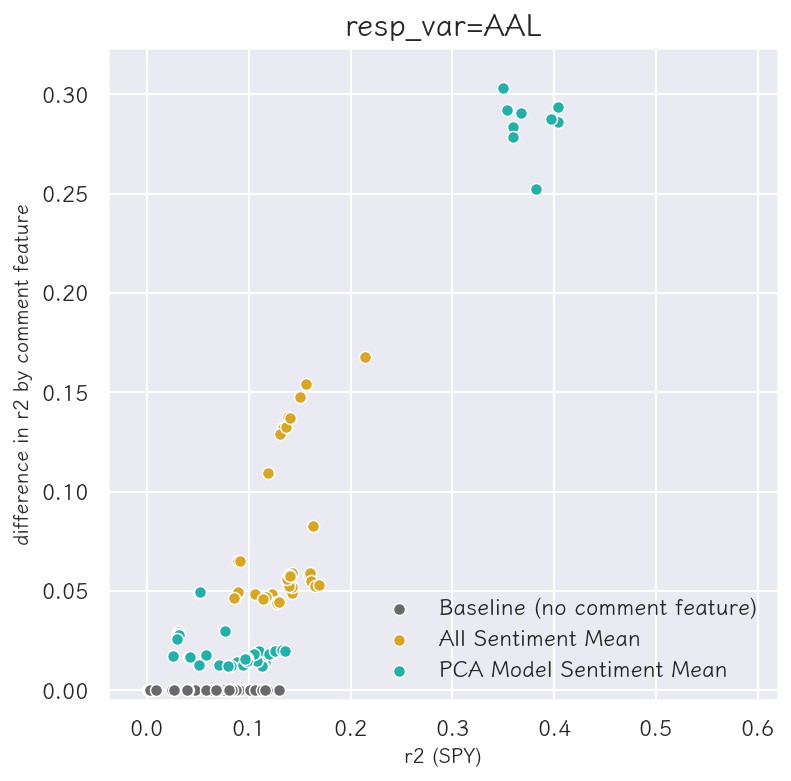 resp_var=AAL
difference in r2 by comment feature
0.30
0.25
0.20
0.15
0.10
0.05
0.00
Baseline (no comment feature)
All Sentiment Mean
PCA Model Sentiment Mean
0.0 0.1 0.2 0.3 0.4 0.5 0.6
r2 (SPY)